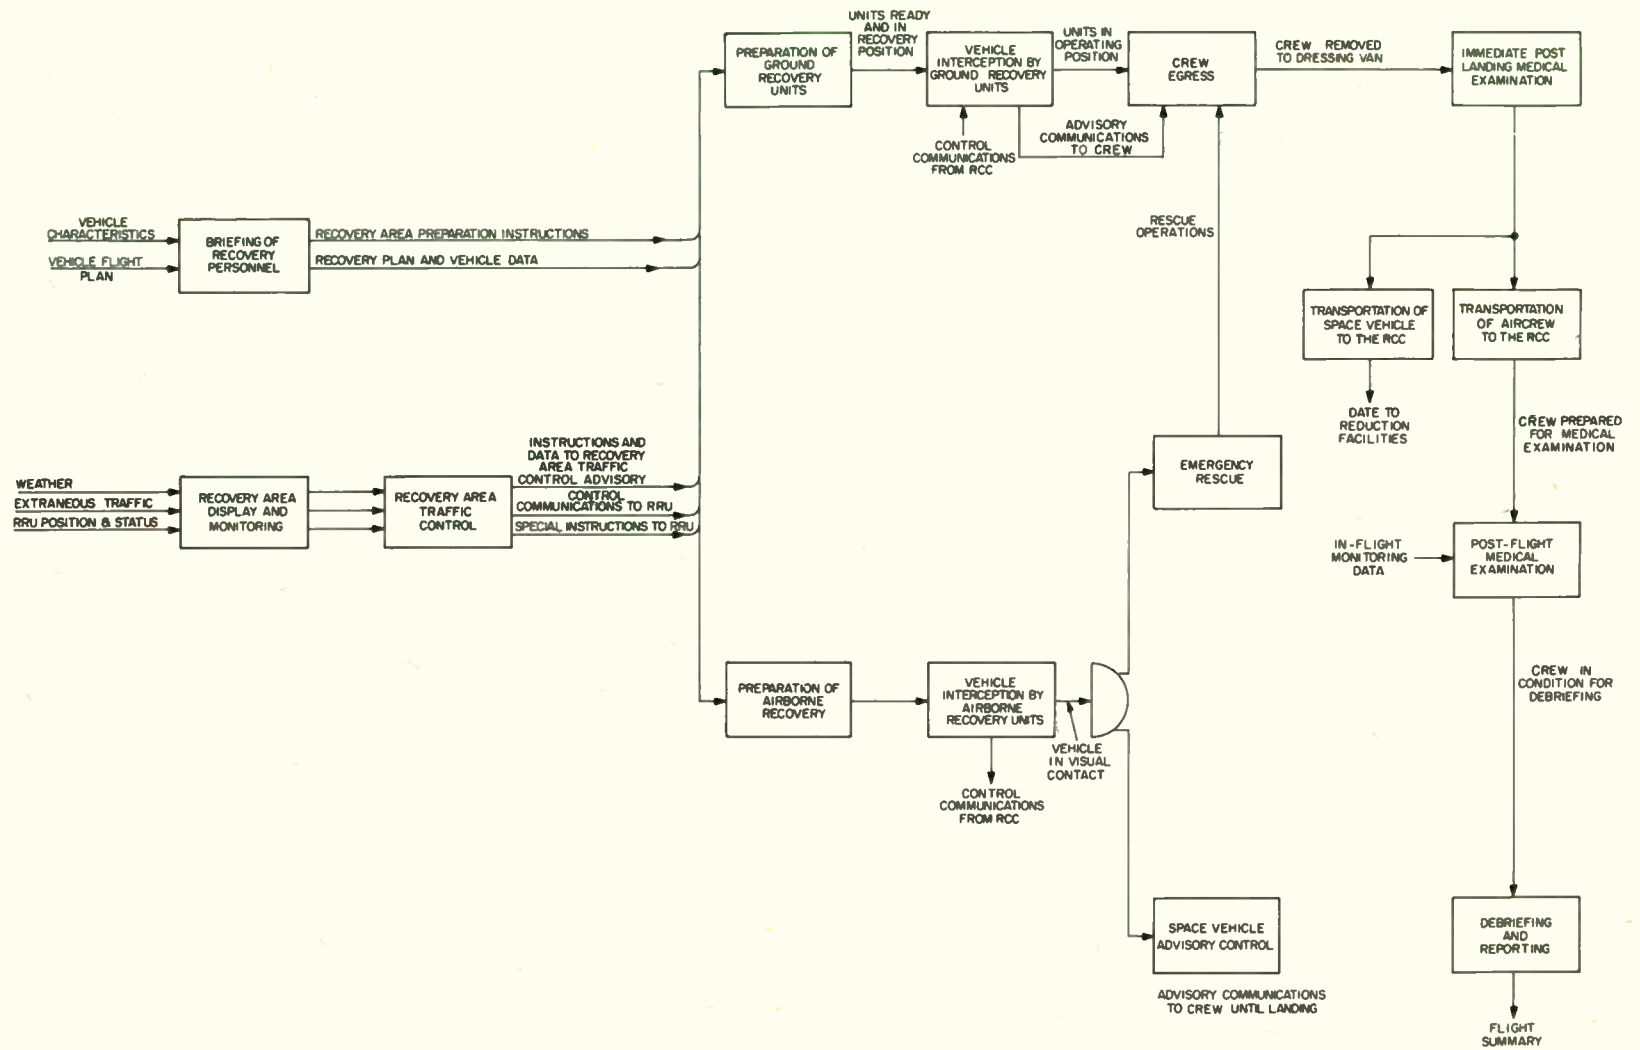 UNITS READY
AND IN
RECOVERY
POSITION
PREPARATION OF
GROUND
RECOVERY
UNITS
VEHICLE
INTERCEPTION BY
GROUND RECOVERY
UNITS
UNITS IN
OPERATING
POSITION
CREW
EGRESS
CREW REMOVED
TO DRESSING VAN
IMMEDIATE POST
LANDING MEDICAL
EXAMINATION
CONTROL
COMMUNICATIONS
FROM RCC
ADVISORY
COMMUNICATIONS
TO CREW
VEHICLE
CHARACTERISTICS
VEHICLE FLIGHT
PLAN
BRIEFING OF
RECOVERY
PERSONNEL
RECOVERY AREA PREPARATION INSTRUCTIONS
RECOVERY PLAN AND VEHICLE DATA
RESCUE
OPERATIONS
TRANSPORTATION OF
SPACE VEHICLE
TO THE RCC
TRANSPORTATION
OF AIRCREW
TO THE RCC
DATE TO
REDUCTION
FACILITIES
CREW PREPARED
FOR MEDICAL
EXAMINATION
WEATHER
EXTRANEOUS TRAFFIC
RRU POSITION & STATUS
RECOVERY AREA
DISPLAY AND
MONITORING
RECOVERY AREA
TRAFFIC
CONTROL
INSTRUCTIONS AND
DATA TO RECOVERY
AREA TRAFFIC
CONTROL ADVISORY
CONTROL
COMMUNICATIONS TO RRU
SPECIAL INSTRUCTIONS TO RRU
EMERGENCY
RESCUE
IN-FLIGHT
MONITORING
DATA
POST-FLIGHT
MEDICAL
EXAMINATION
PREPARATION OF
AIRBORNE
RECOVERY
VEHICLE
INTERCEPTION BY
AIRBORNE
RECOVERY UNITS
VEHICLE
IN VISUAL
CONTACT
CONTROL
COMMUNICATIONS
FROM RCC
CREW IN
CONDITION FOR
DEBRIEFING
SPACE VEHICLE
ADVISORY CONTROL
ADVISORY COMMUNICATIONS
TO CREW UNTIL LANDING
DEBRIEFING
AND
REPORTING
FLIGHT
SUMMARY